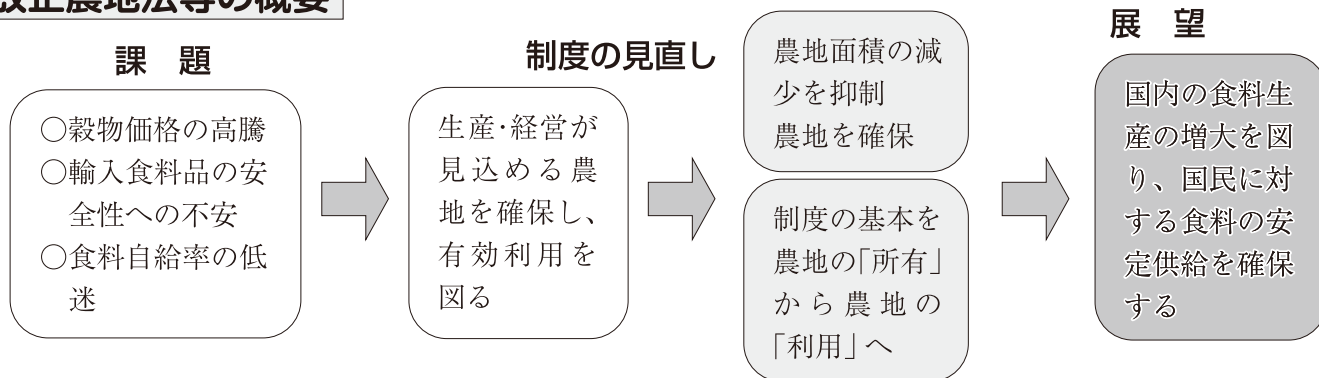 改正農地法等の概要
課　題
○穀物価格の高騰
○輸入食料品の安
全性への不安
○食料自給率の低
迷
制度の見直し
生産・経営が
見込める農
地を確保し、
有効利用を
図る
農地面積の減
少を抑制
農地を確保
制度の基本を
農地の「所有」
から農地の
「利用」へ
展　望
国内の食料生
産の増大を図
り、国民に対
する食料の安
定供給を確保
する